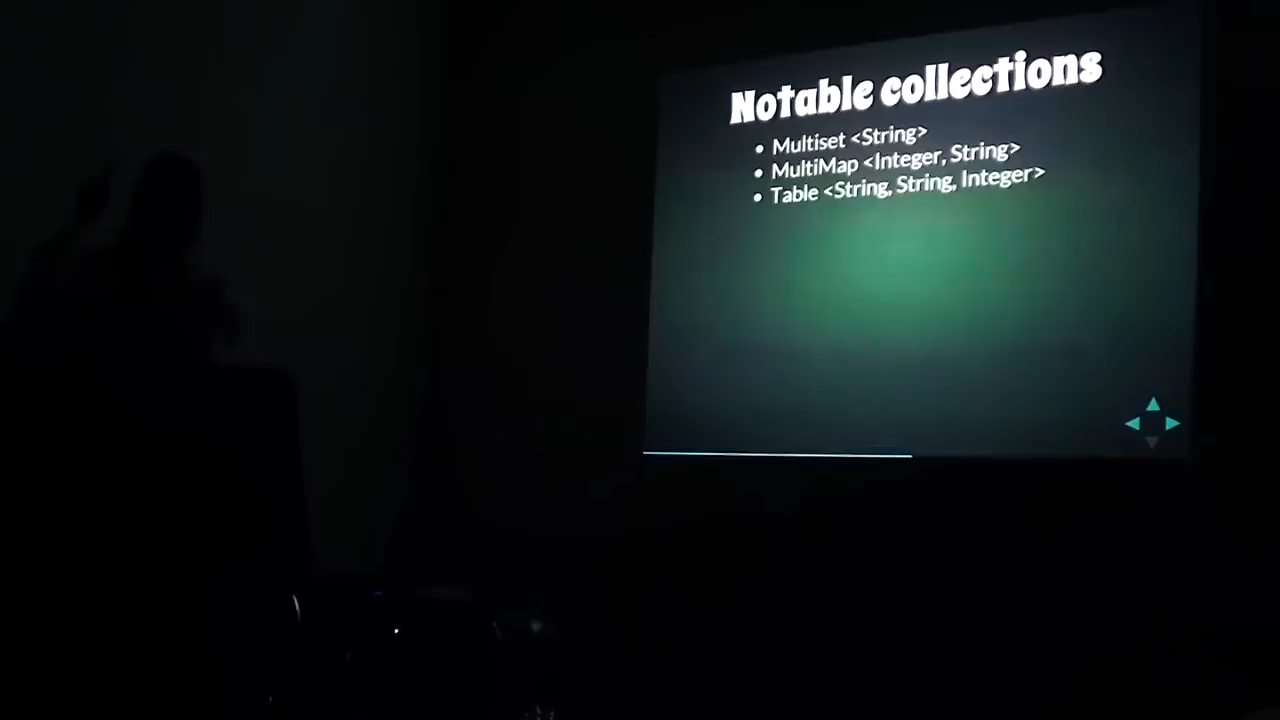 Notable collections
• Multiset <String>
• MultiMap <Integer, String>
• Table <String, String, Integer>